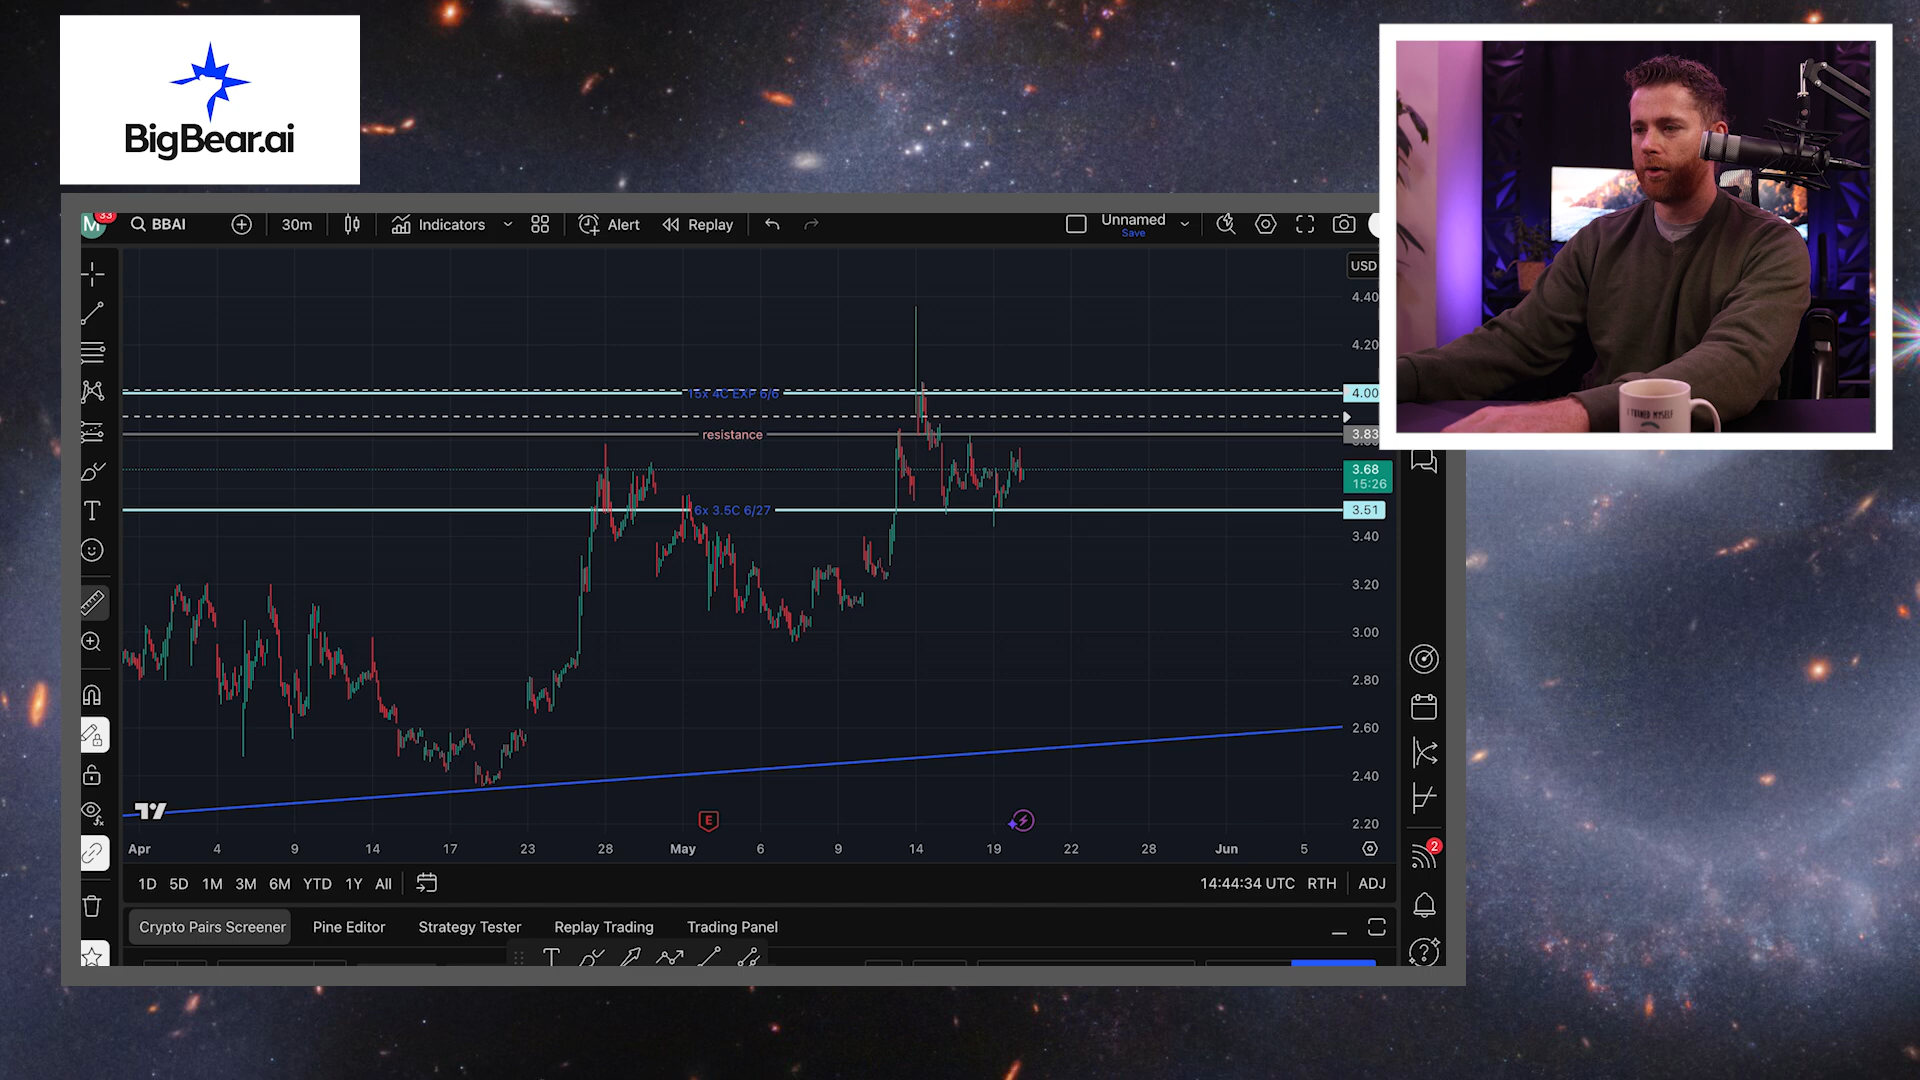 BigBear.ai
M
33
BBAI
30m
Indicators
Alert
Replay
Unnamed
Save
USD
4.40
4.20
15x 4C EXP 6/6
4.00
resistance
3.83
3.68
15:26
6x 3.5C 6/27
3.51
3.40
3.20
3.00
2.80
2.60
2.40
2.20
E
Apr 4 9 14 17 23 28 May 6 9 14 19 22 28 Jun 5
1D 5D 1M 3M 6M YTD 1Y All
14:44:34 UTC RTH ADJ
2
Crypto Pairs Screener Pine Editor Strategy Tester Replay Trading Trading Panel
I TURNED MYSELF